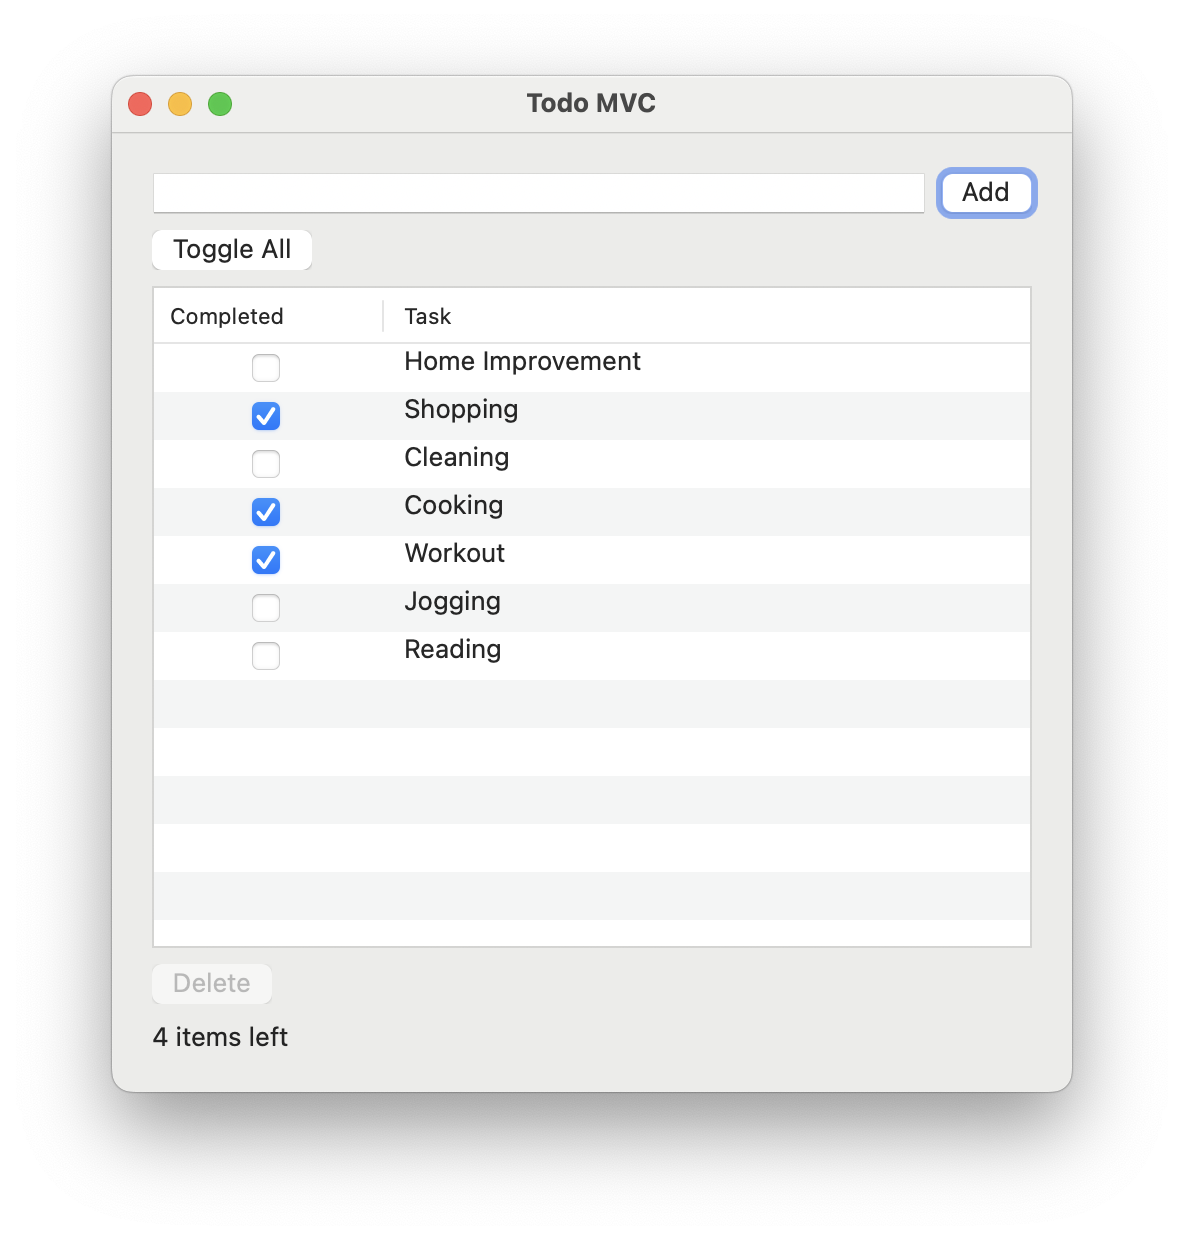 Todo MVC
Add
Toggle All
Completed Task
Home Improvement
Shopping
Cleaning
Cooking
Workout
Jogging
Reading
Delete
4 items left